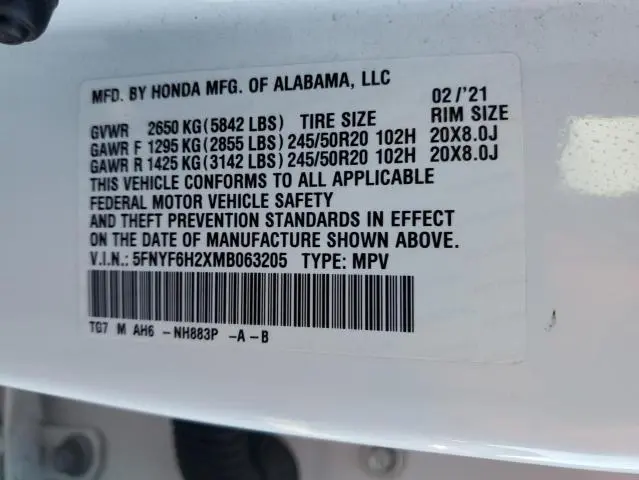 MFD. BY HONDA MFG. OF ALABAMA, LLC 02 /'21
GVWR 2650 KG(5842 LBS) TIRE SIZE RIM SIZE
GAWR F 1295 KG(2855 LBS) 245/50R20 102H 20X8.0J
GAWR R 1425 KG(3142 LBS) 245/50R20 102H 20X8.0J
THIS VEHICLE CONFORMS TO ALL APPLICABLE
FEDERAL MOTOR VEHICLE SAFETY
AND THEFT PREVENTION STANDARDS IN EFFECT
ON THE DATE OF MANUFACTURE SHOWN ABOVE.
V.I.N.: 5FNYF6H2XMB063205 TYPE: MPV
TG7 M AH6 -NH883P -A -B